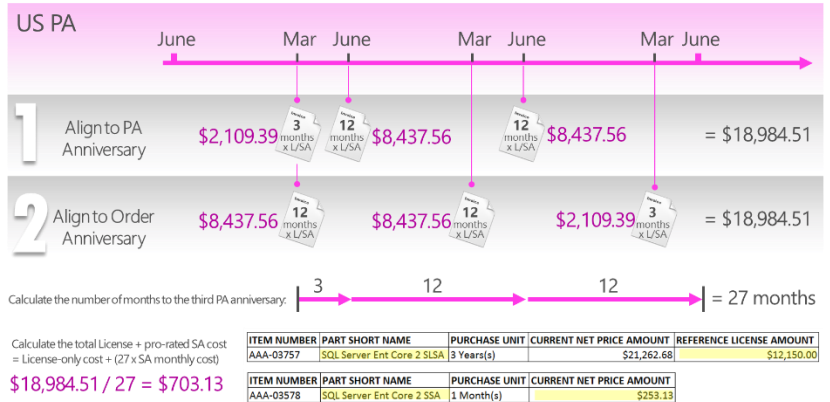 US PA
June Mar June Mar June Mar June
1 Align to PA Anniversary $2,109.39 Invoice 3 months x L/SA Invoice 12 months x L/SA $8,437.56 Invoice 12 months x L/SA $8,437.56 = $18,984.51
2 Align to Order Anniversary $8,437.56 Invoice 12 months x L/SA $8,437.56 Invoice 12 months x L/SA $2,109.39 Invoice 3 months x L/SA = $18,984.51
Calculate the number of months to the third PA anniversary: 3 12 12 = 27 months
Calculate the total License + pro-rated SA cost
= License-only cost + (27 x SA monthly cost)
$18,984.51 / 27 = $703.13
ITEM NUMBER PART SHORT NAME PURCHASE UNIT CURRENT NET PRICE AMOUNT REFERENCE LICENSE AMOUNT
AAA-03757 SQL Server Ent Core 2 SLSA 3 Years(s) $21,262.68 $12,150.00
ITEM NUMBER PART SHORT NAME PURCHASE UNIT CURRENT NET PRICE AMOUNT
AAA-03578 SQL Server Ent Core 2 SSA 1 Month(s) $253.13